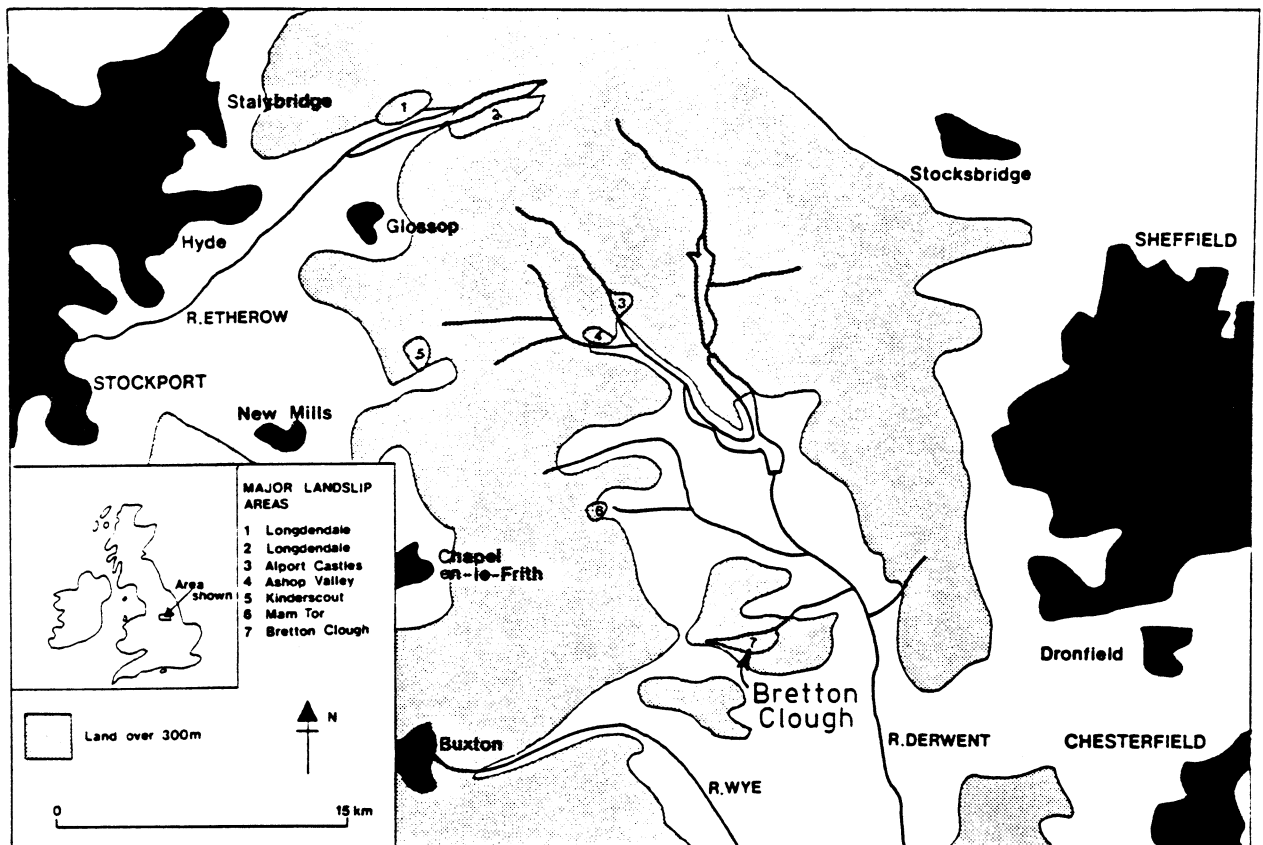 Stalybridge
1
2
Stocksbridge
Glossop
Hyde
SHEFFIELD
3
R.ETHEROW
4
5
STOCKPORT
New Mills
MAJOR LANDSLIP
AREAS
1 Longdendale
2 Longdendale
3 Alport Castles
4 Ashop Valley
5 Kinderscout
6 Mam Tor
7 Bretton Clough
Area
shown
6
Chapel
en-le-Frith
7
Dronfield
Bretton
Clough
N
Land over 300m
Buxton
R.DERWENT
CHESTERFIELD
R.WYE
0
15 km